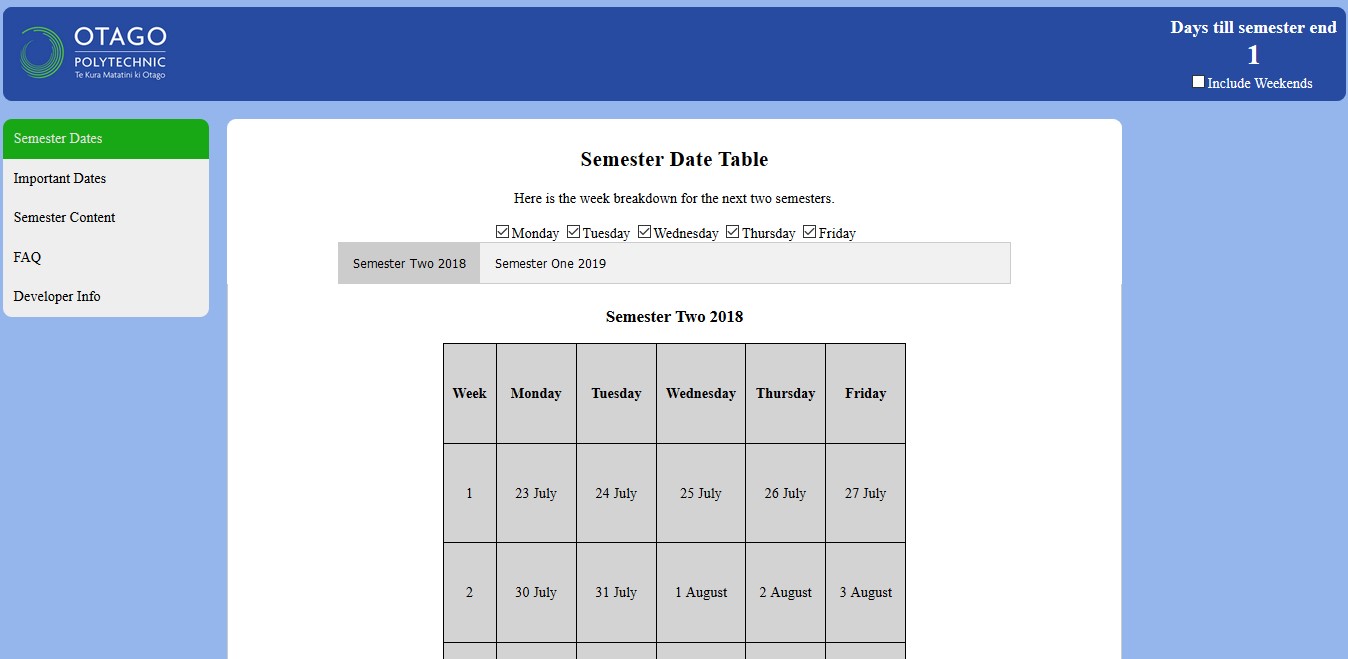 OTAGO
POLYTECHNIC
Te Kura Matatini ki Otago
Days till semester end
1
Include Weekends
Semester Dates
Important Dates
Semester Content
FAQ
Developer Info
Semester Date Table
Here is the week breakdown for the next two semesters.
Monday Tuesday Wednesday Thursday Friday
Semester Two 2018 Semester One 2019
Semester Two 2018
Week Monday Tuesday Wednesday Thursday Friday
1 23 July 24 July 25 July 26 July 27 July
2 30 July 31 July 1 August 2 August 3 August